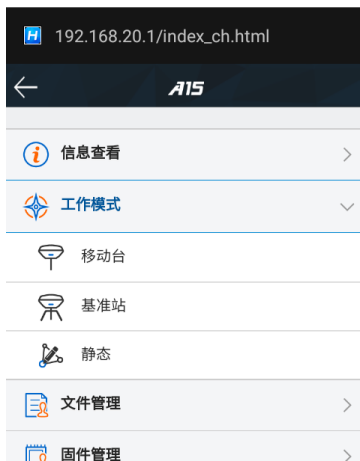 192.168.20.1/index_ch.html
A15
信息查看
工作模式
移动台
基准站
静态
文件管理
固件管理